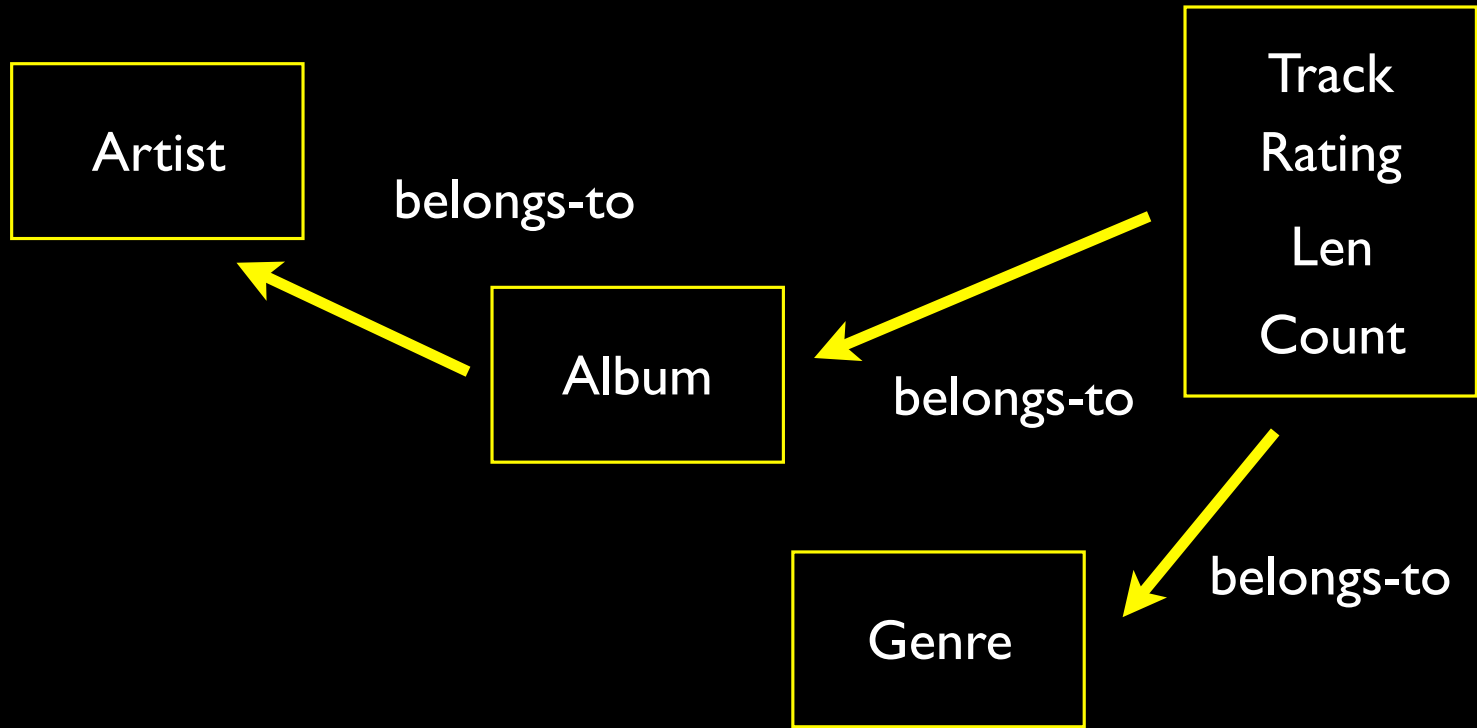 Artist
belongs-to
Album
belongs-to
Track
Rating
Len
Count
belongs-to
Genre